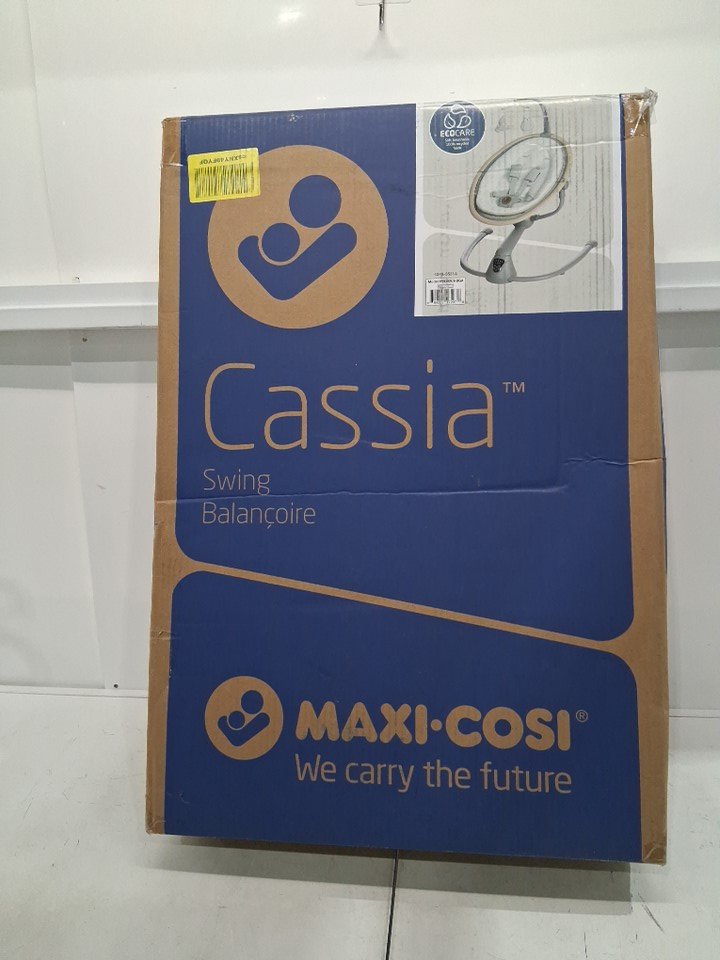 ECOCARE
Cassia™
Swing
Balançoire
MAXI·COSI®
We carry the future